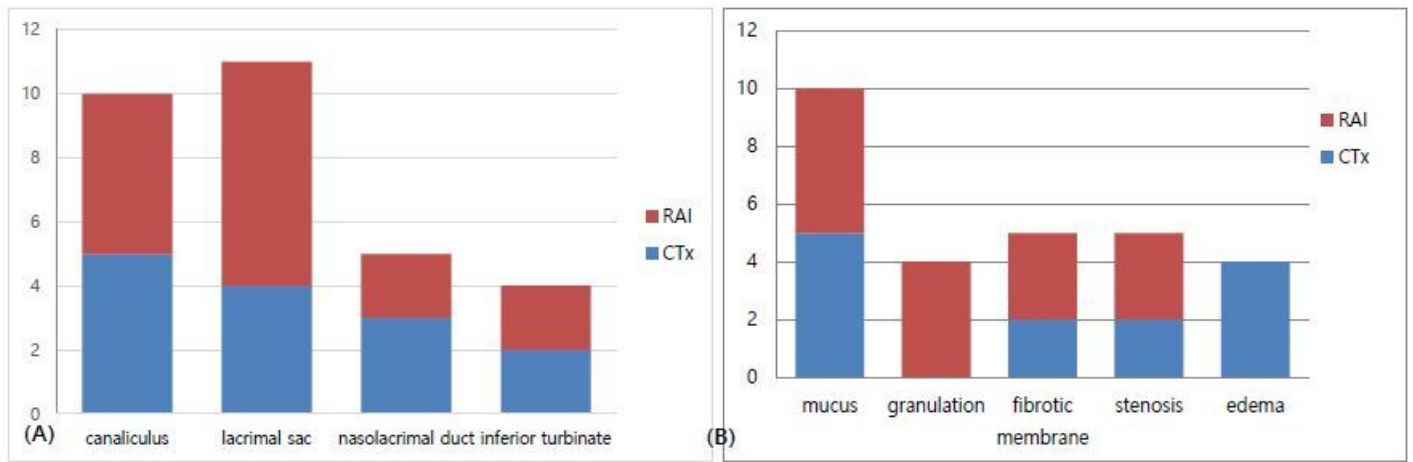 12
10
8
6
4
2
0
RAI
CTx
(A)
canaliculus
lacrimal sac
nasolacrimal duct
inferior turbinate
12
10
8
6
4
2
0
RAI
CTx
(B)
mucus
granulation
fibrotic
membrane
stenosis
edema